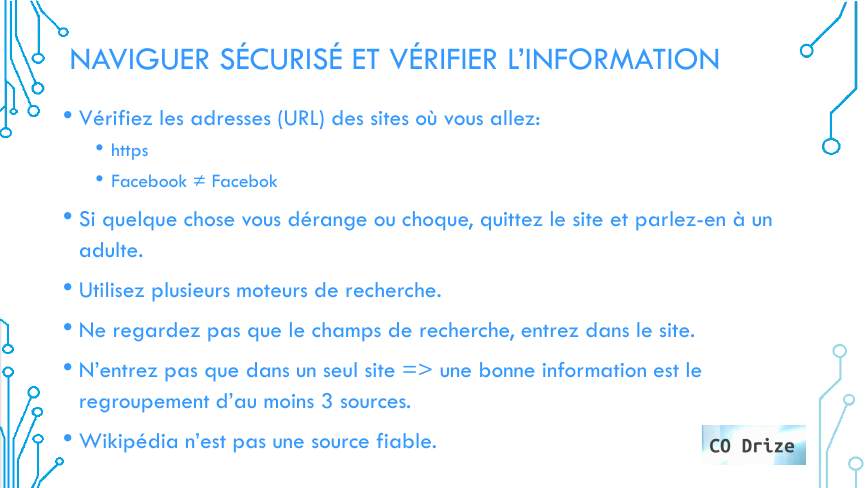 NAVIGUER SÉCURISÉ ET VÉRIFIER L'INFORMATION
• Vérifiez les adresses (URL) des sites où vous allez:
• https
• Facebook ≠ Facebok
• Si quelque chose vous dérange ou choque, quittez le site et parlez-en à un
adulte.
• Utilisez plusieurs moteurs de recherche.
• Ne regardez pas que le champs de recherche, entrez dans le site.
• N'entrez pas que dans un seul site => une bonne information est le
regroupement d'au moins 3 sources.
• Wikipédia n'est pas une source fiable.
CO Drize